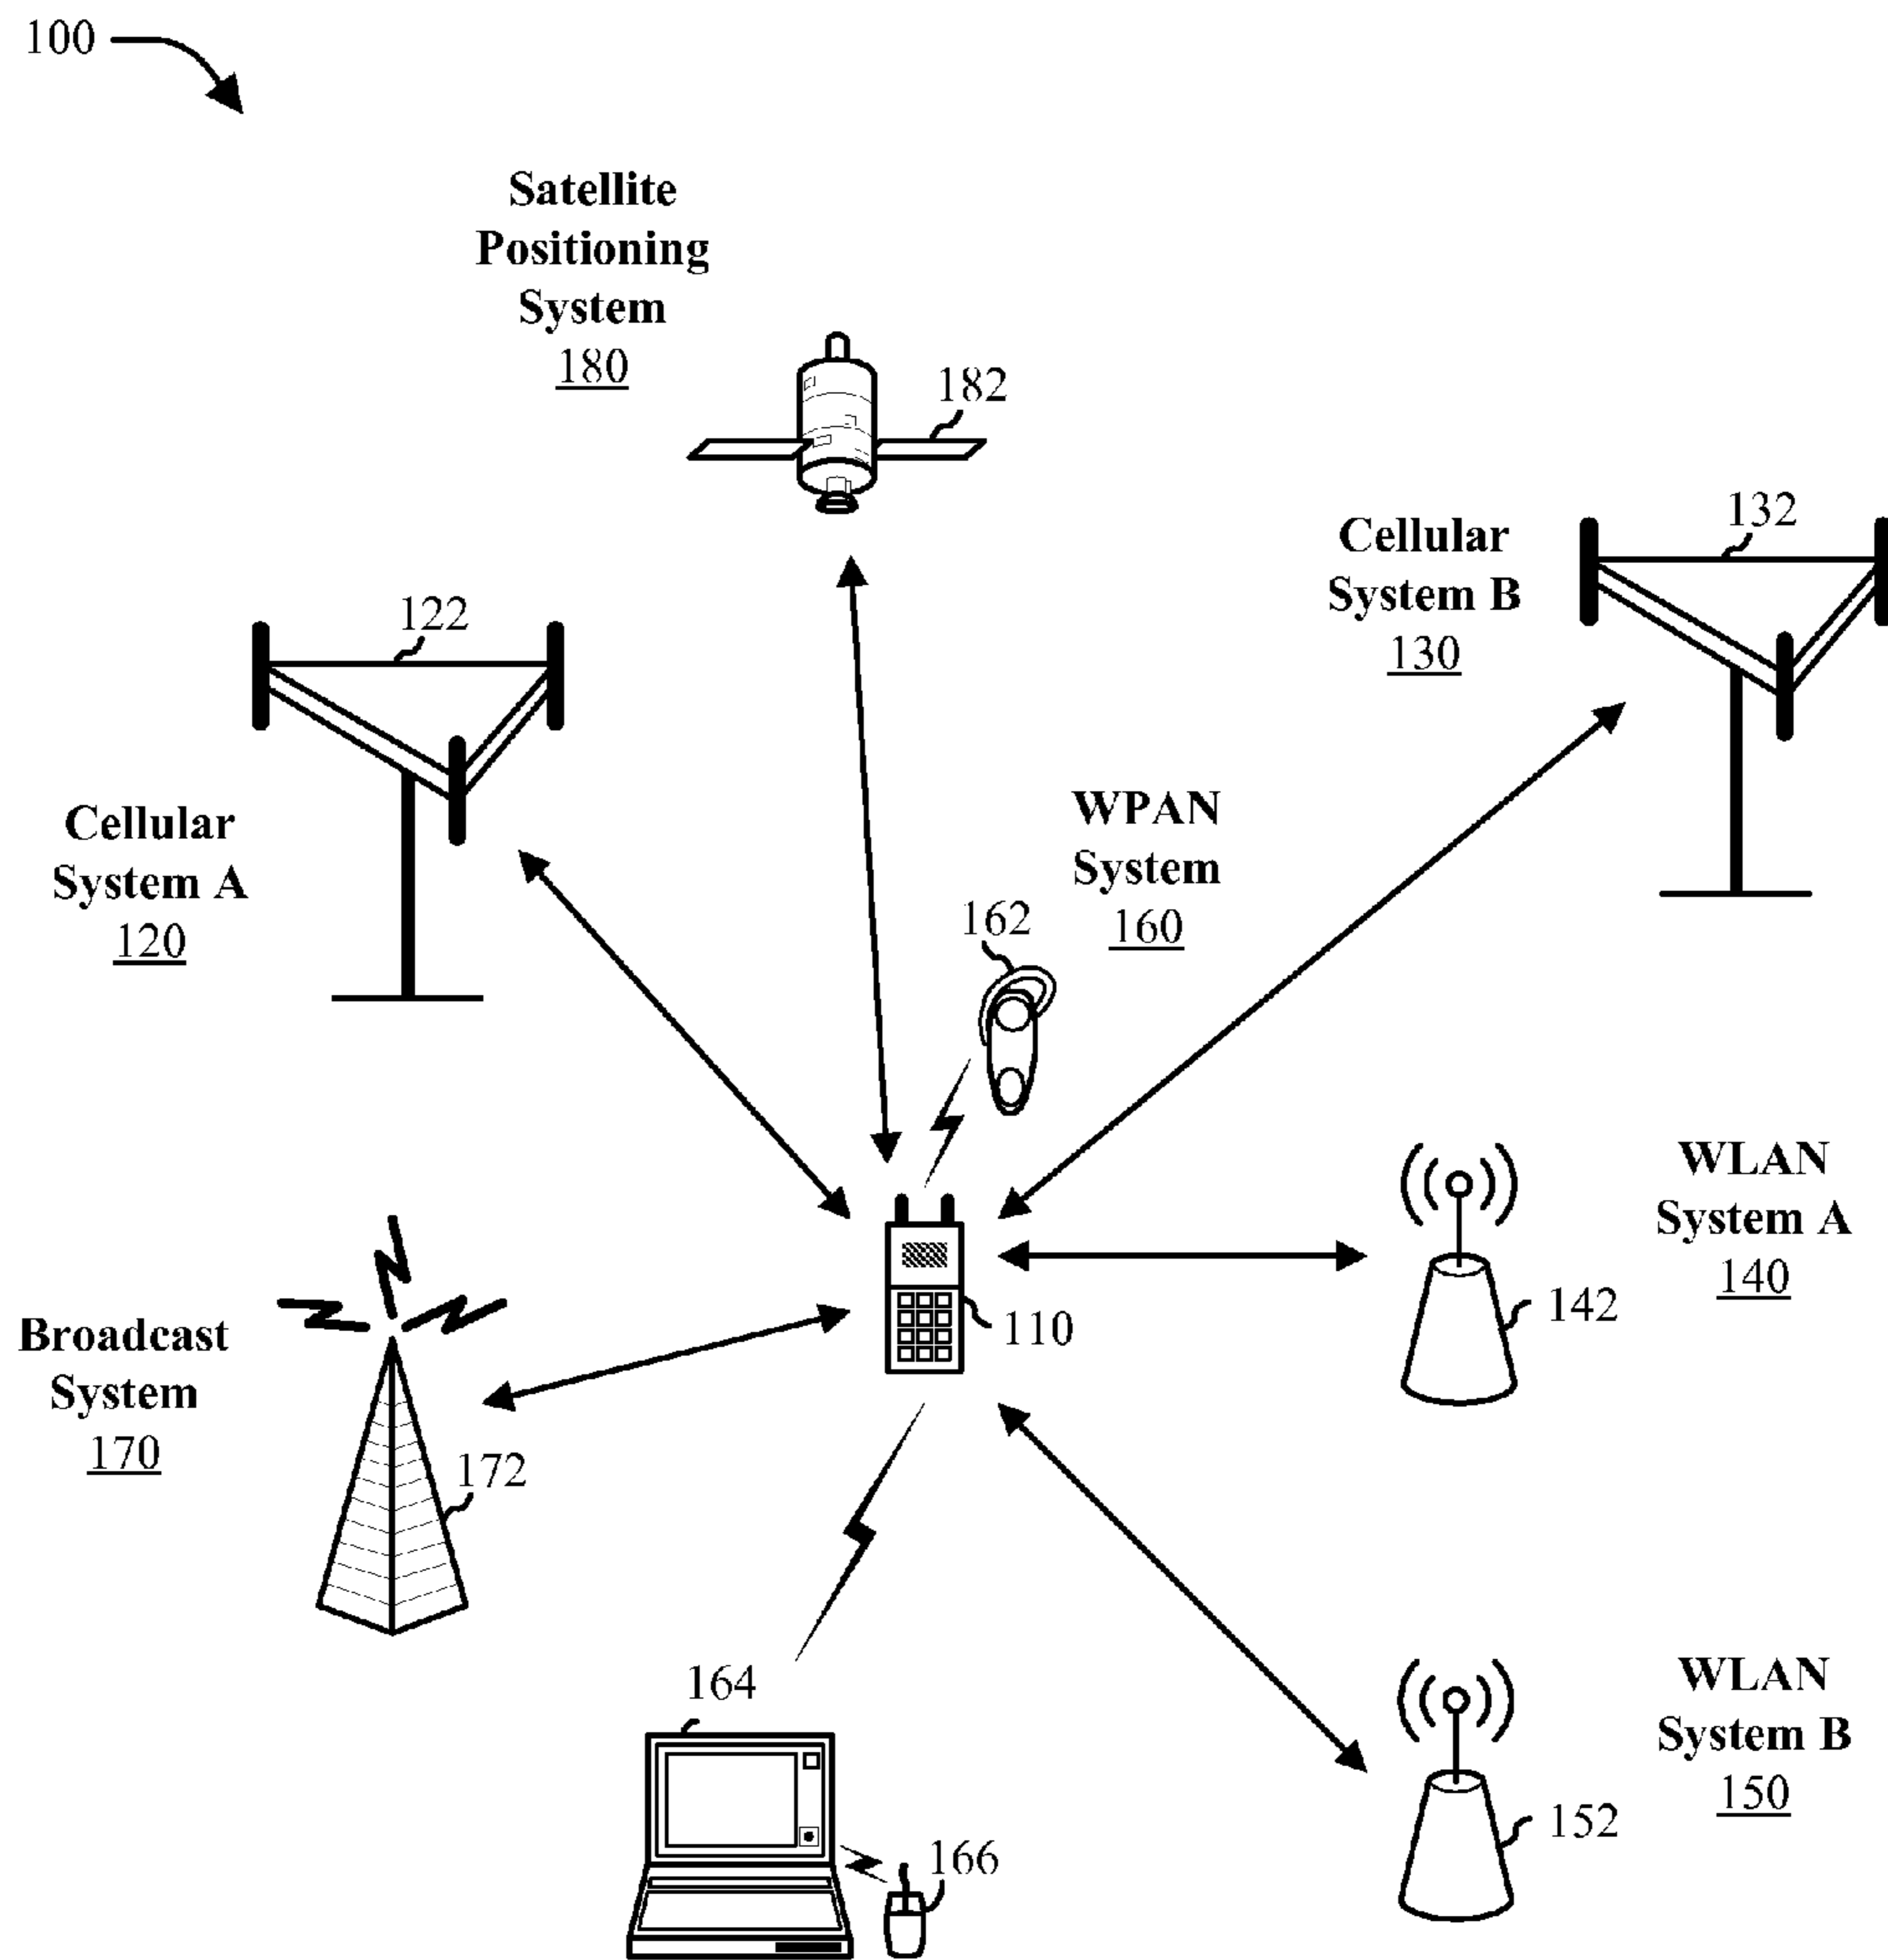 100
Satellite
Positioning
System
180
182
Cellular
System B
130
132
122
Cellular
System A
120
WPAN
System
160
162
WLAN
System A
140
142
110
Broadcast
System
170
172
164
166
WLAN
System B
150
152